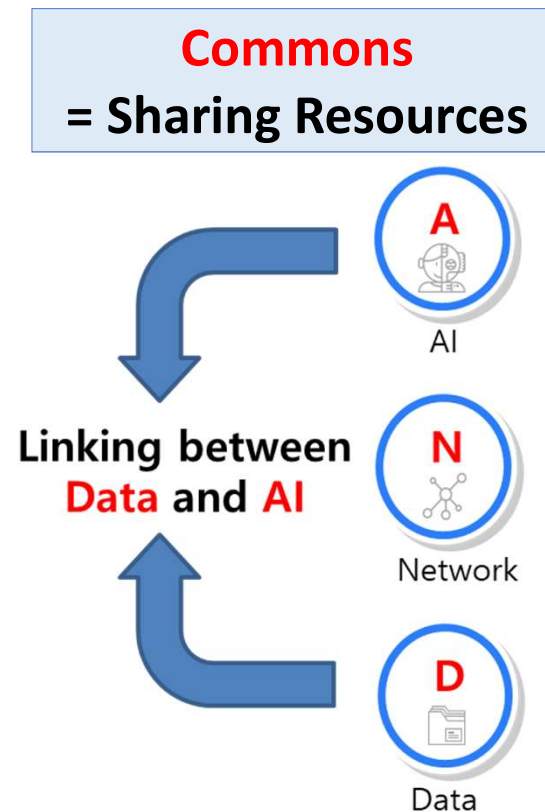 Commons
= Sharing Resources
A
AI
Linking between
Data and AI
N
Network
D
Data